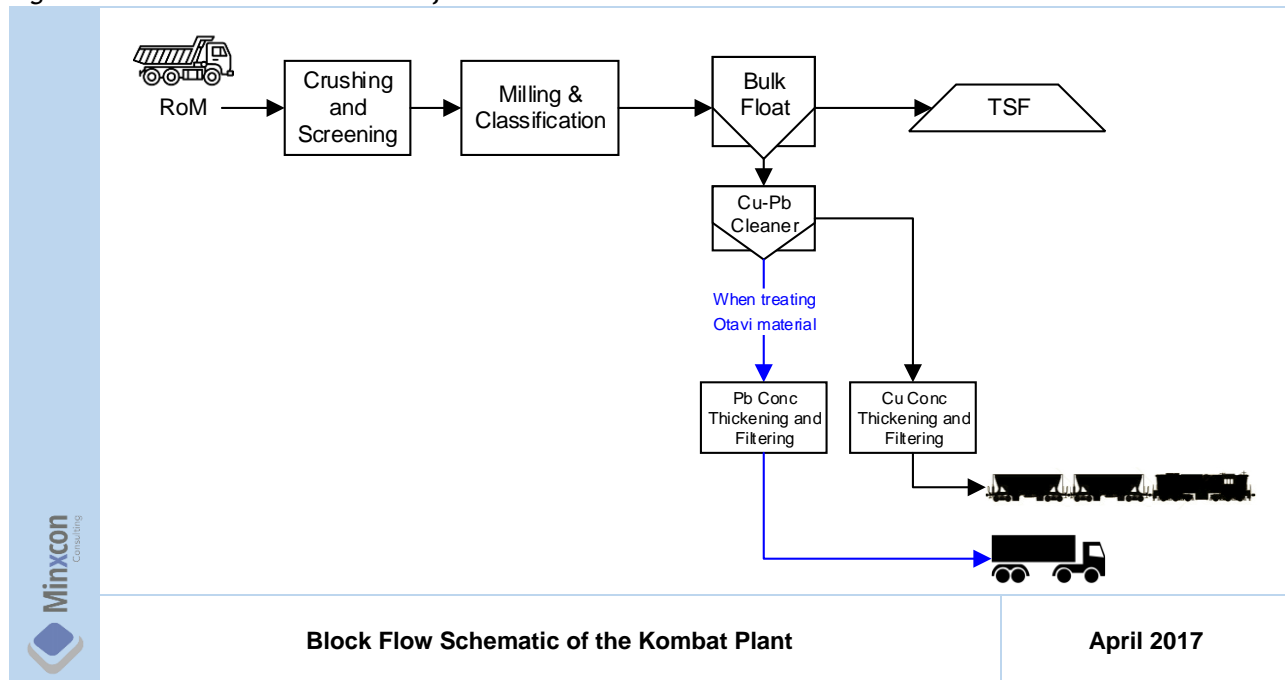 RoM
Crushing
and
Screening
Milling &
Classification
Bulk
Float
TSF
Cu-Pb
Cleaner
When treating
Otavi material
Pb Conc
Thickening and
Filtering
Cu Conc
Thickening and
Filtering
Minxcon
Consulting
Block Flow Schematic of the Kombat Plant
April 2017